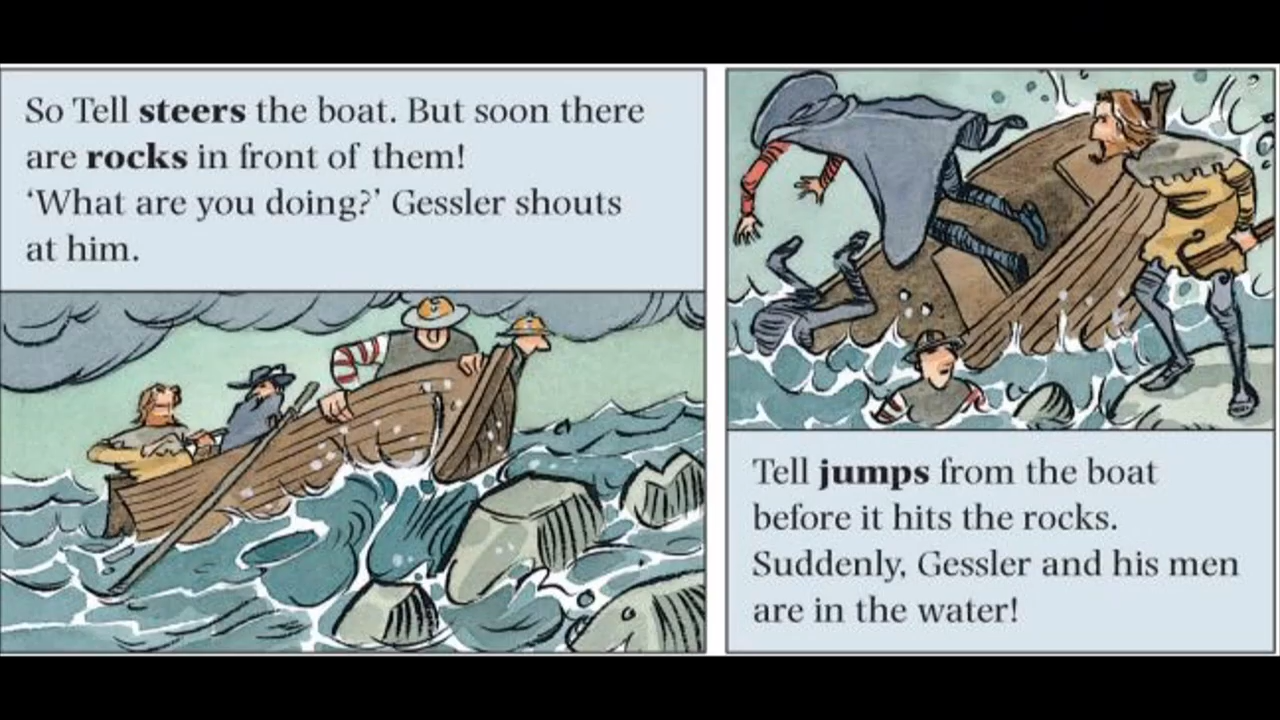 So Tell steers the boat. But soon there
are rocks in front of them!
‘What are you doing?’ Gessler shouts
at him.
Tell jumps from the boat
before it hits the rocks.
Suddenly, Gessler and his men
are in the water!